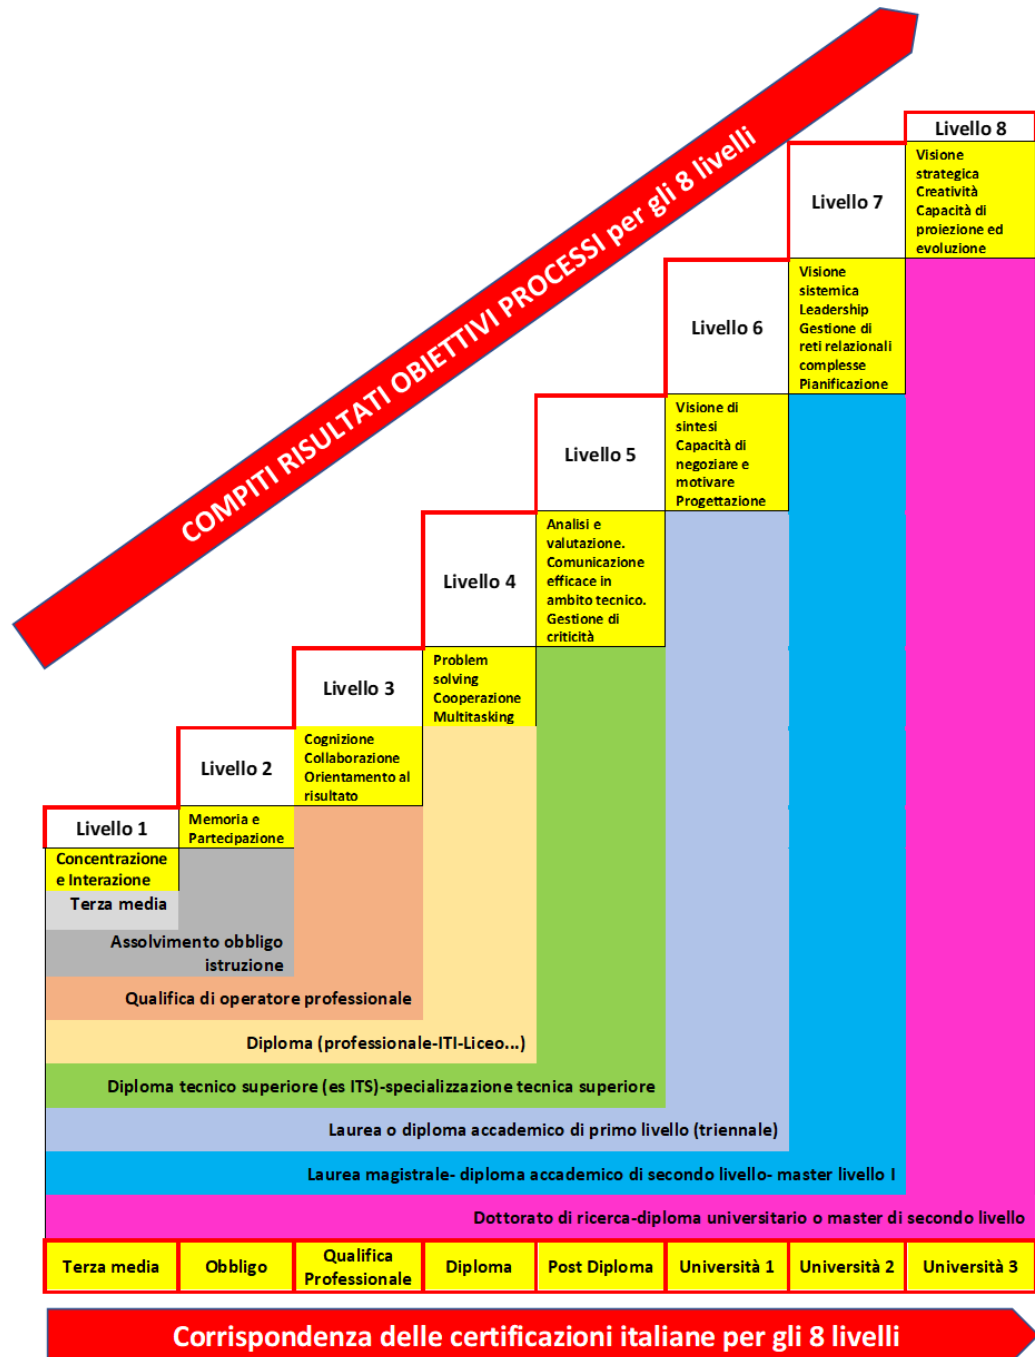 COMPITI RISULTATI OBIETTIVI PROCESSI per gli 8 livelli
Livello 8
Visione
strategica
Creatività
Capacità di
proiezione ed
evoluzione
Livello 7
Visione
sistemica
Leadership
Gestione di
reti relazionali
complesse
Pianificazione
Livello 6
Visione di
sintesi
Capacità di
negoziare e
motivare
Progettazione
Livello 5
Analisi e
valutazione.
Comunicazione
efficace in
ambito tecnico.
Gestione di
criticità
Livello 4
Problem
solving
Cooperazione
Multitasking
Livello 3
Cognizione
Collaborazione
Orientamento al
risultato
Livello 2
Memoria e
Partecipazione
Livello 1
Concentrazione
e Interazione
Terza media
Assolvimento obbligo
istruzione
Qualifica di operatore professionale
Diploma (professionale-ITI-Liceo...)
Diploma tecnico superiore (es ITS)-specializzazione tecnica superiore
Laurea o diploma accademico di primo livello (triennale)
Laurea magistrale- diploma accademico di secondo livello- master livello I
Dottorato di ricerca-diploma universitario o master di secondo livello
Terza media
Obbligo
Qualifica
Professionale
Diploma
Post Diploma
Università 1
Università 2
Università 3
Corrispondenza delle certificazioni italiane per gli 8 livelli